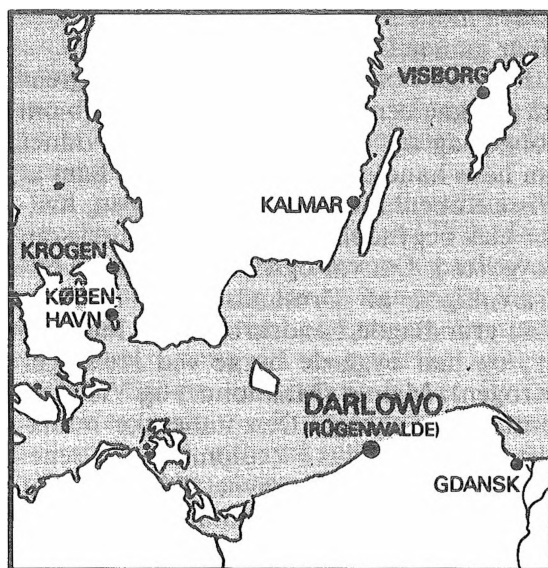 VISBORG
KALMAR
KROGEN
KØBEN-
HAVN
DARLOWO
(RÜGENWALDE)
GDANSK